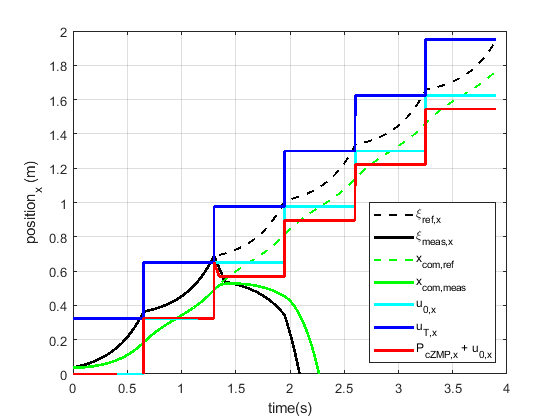 2
1.8
1.6
1.4
1.2
1
0.8
0.6
0.4
0.2
0
position_x (m)
0 0.5 1 1.5 2 2.5 3 3.5 4
time(s)
ξ_ref,x
ξ_meas,x
x_com,ref
x_com,meas
u_0,x
u_T,x
P_cZMP,x + u_0,x